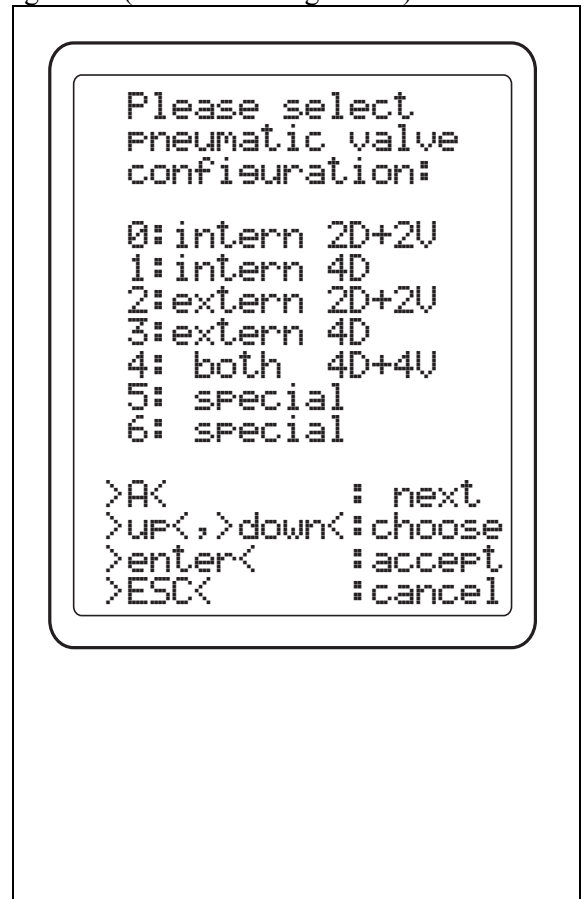 Please select
pneumatic valve
configuration:
0:intern 2D+2V
1:intern 4D
2:extern 2D+2V
3:extern 4D
4: both 4D+4V
5: special
6: special
>A< : next
>up<,>down<:choose
>enter< :accept
>ESC< :cancel